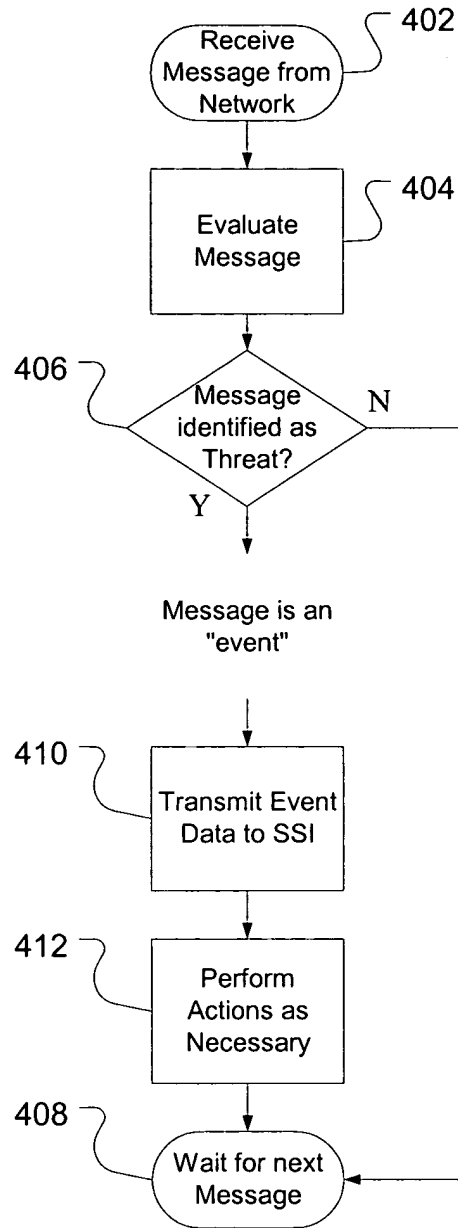 402
Receive
Message from
Network
404
Evaluate
Message
406
Message
identified as
Threat?
N
Y
Message is an
"event"
410
Transmit Event
Data to SSI
412
Perform
Actions as
Necessary
408
Wait for next
Message